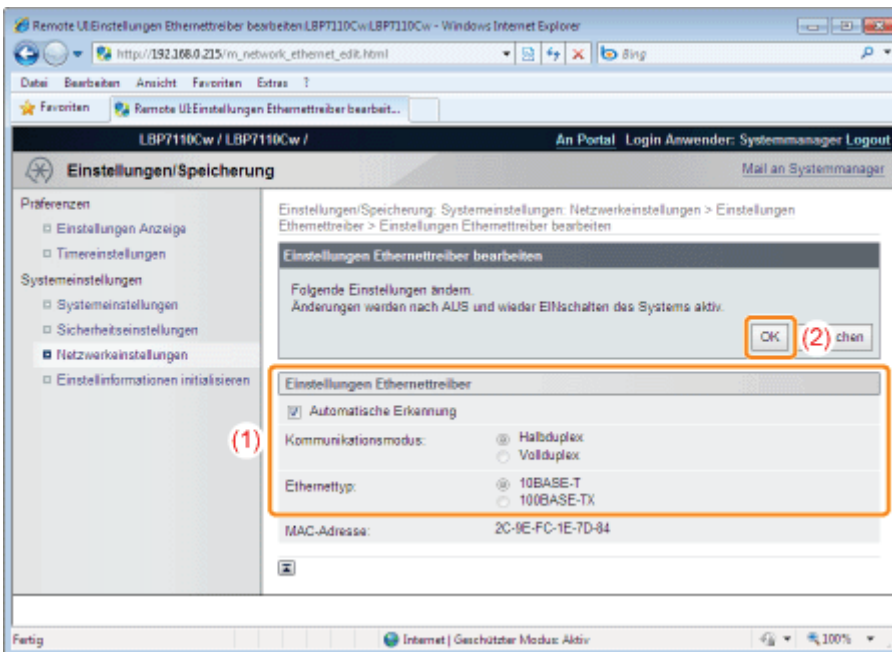 Remote UI:Einstellungen Ethernettreiber bearbeiten:LBP7110Cw:LBP7110Cw - Windows Internet Explorer
http://192.168.0.215/m_network_ethernet_edit.html
Bing
Datei Bearbeiten Ansicht Favoriten Extras ?
Favoriten
Remote UI:Einstellungen Ethernettreiber bearbeit...
LBP7110Cw / LBP7110Cw /
An Portal Login Anwender: Systemmanager Logout
Einstellungen/Speicherung
Mail an Systemmanager
Präferenzen
Einstellungen Anzeige
Timereinstellungen
Systemeinstellungen
Systemeinstellungen
Sicherheitseinstellungen
Netzwerkeinstellungen
Einstellinformationen initialisieren
Einstellungen/Speicherung: Systemeinstellungen: Netzwerkeinstellungen > Einstellungen
Ethernettreiber > Einstellungen Ethernettreiber bearbeiten
Einstellungen Ethernettreiber bearbeiten
Folgende Einstellungen ändern.
Änderungen werden nach AUS und wieder EINschalten des Systems aktiv.
OK
(2)
chen
(1)
Einstellungen Ethernettreiber
Automatische Erkennung
Kommunikationsmodus:
Halbduplex
Vollduplex
Ethernettyp:
10BASE-T
100BASE-TX
MAC-Adresse: 2C-9E-FC-1E-7D-84
Fertig
Internet | Geschützter Modus: Aktiv
100%